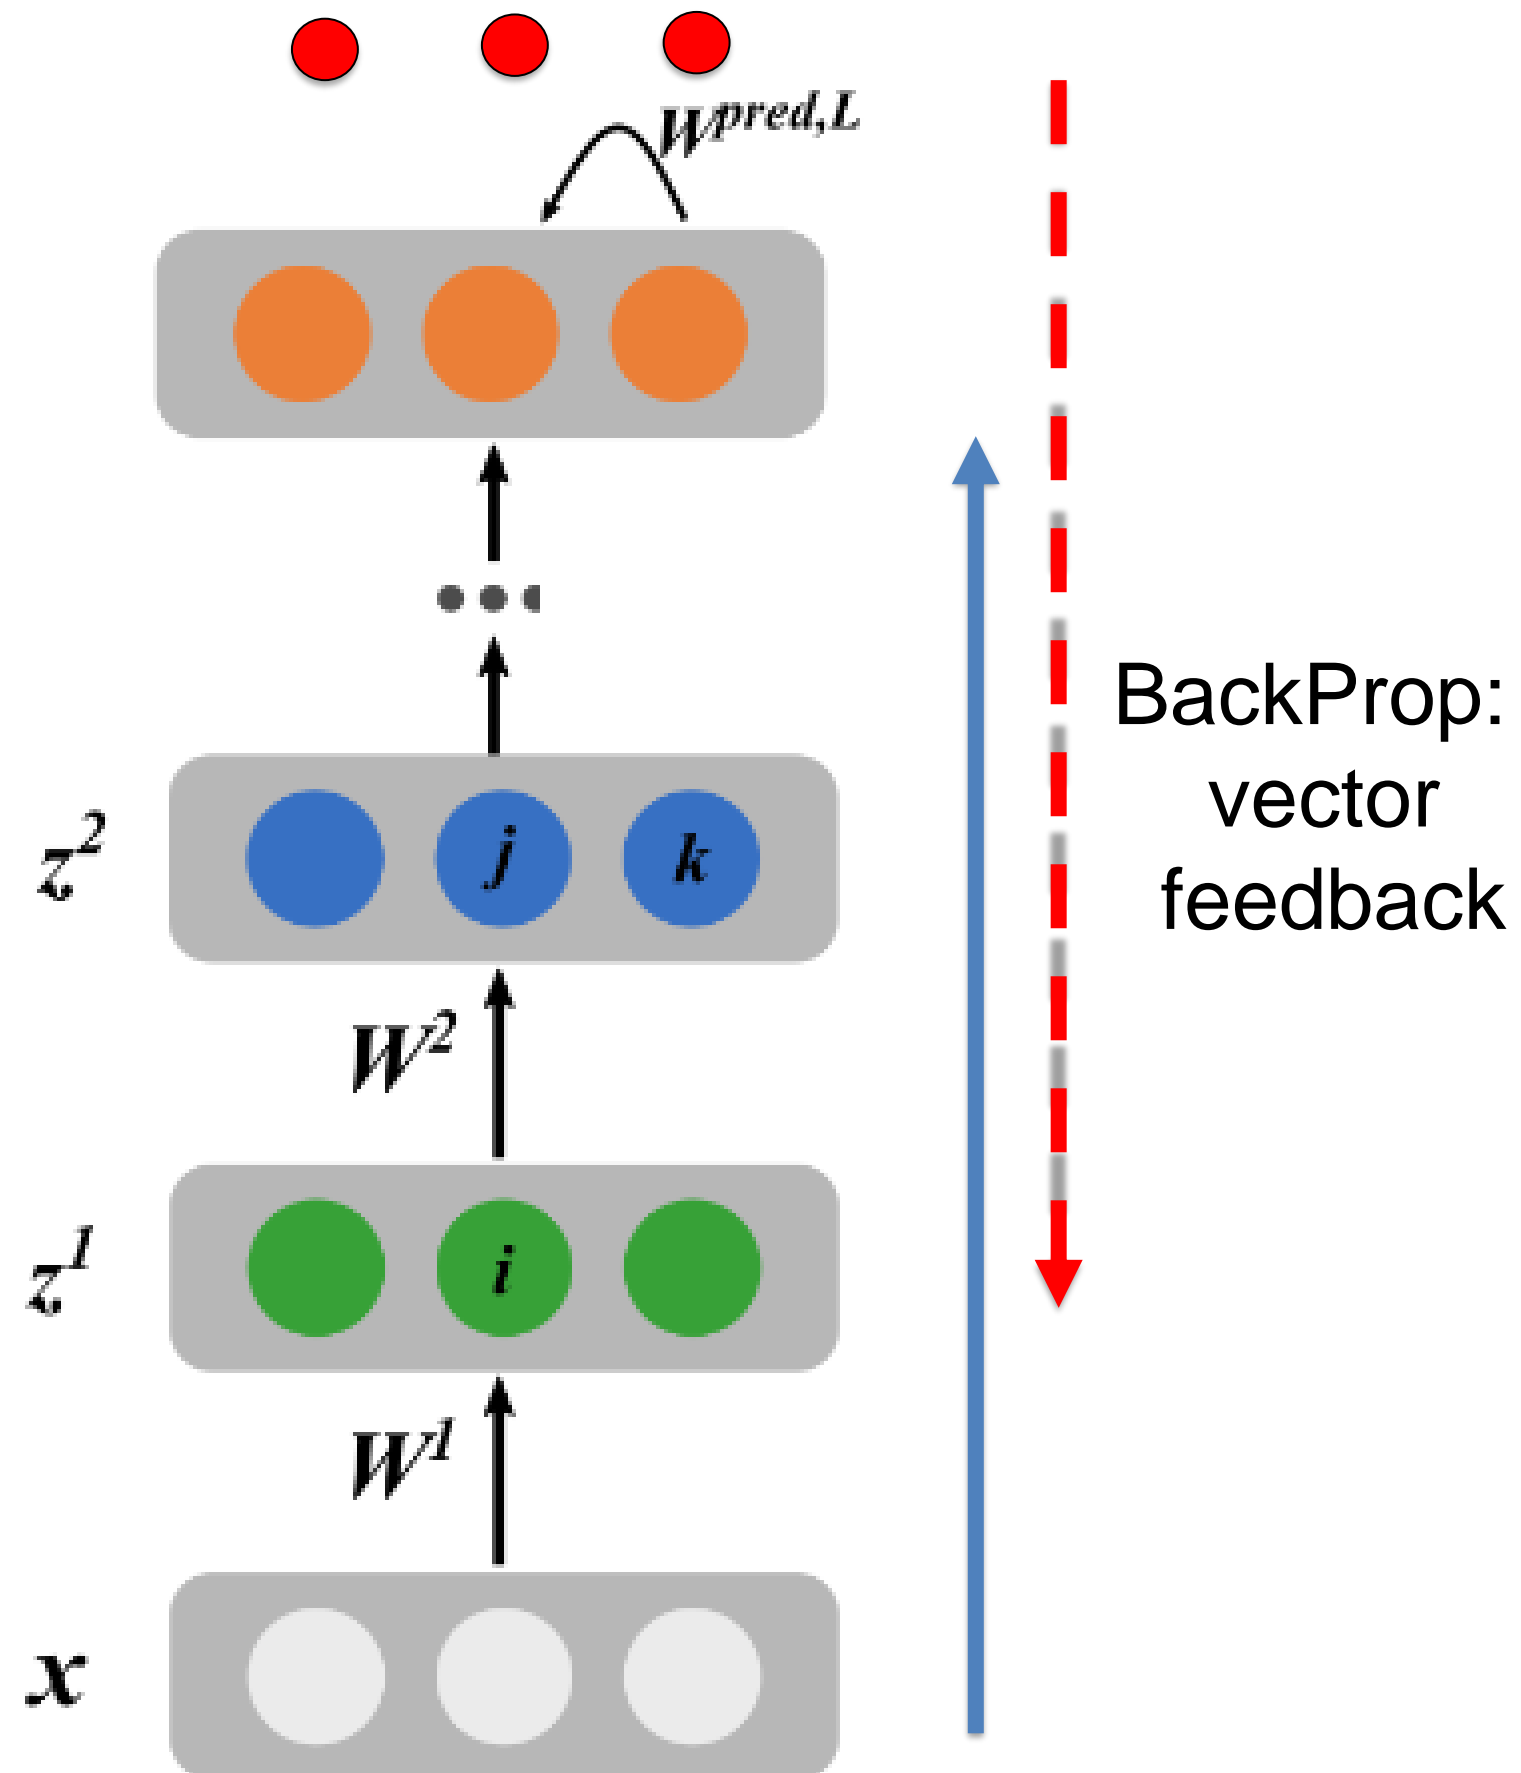 W^pred,L
BackProp:
vector
feedback
z^2
j
k
W^2
z^1
i
W^1
x